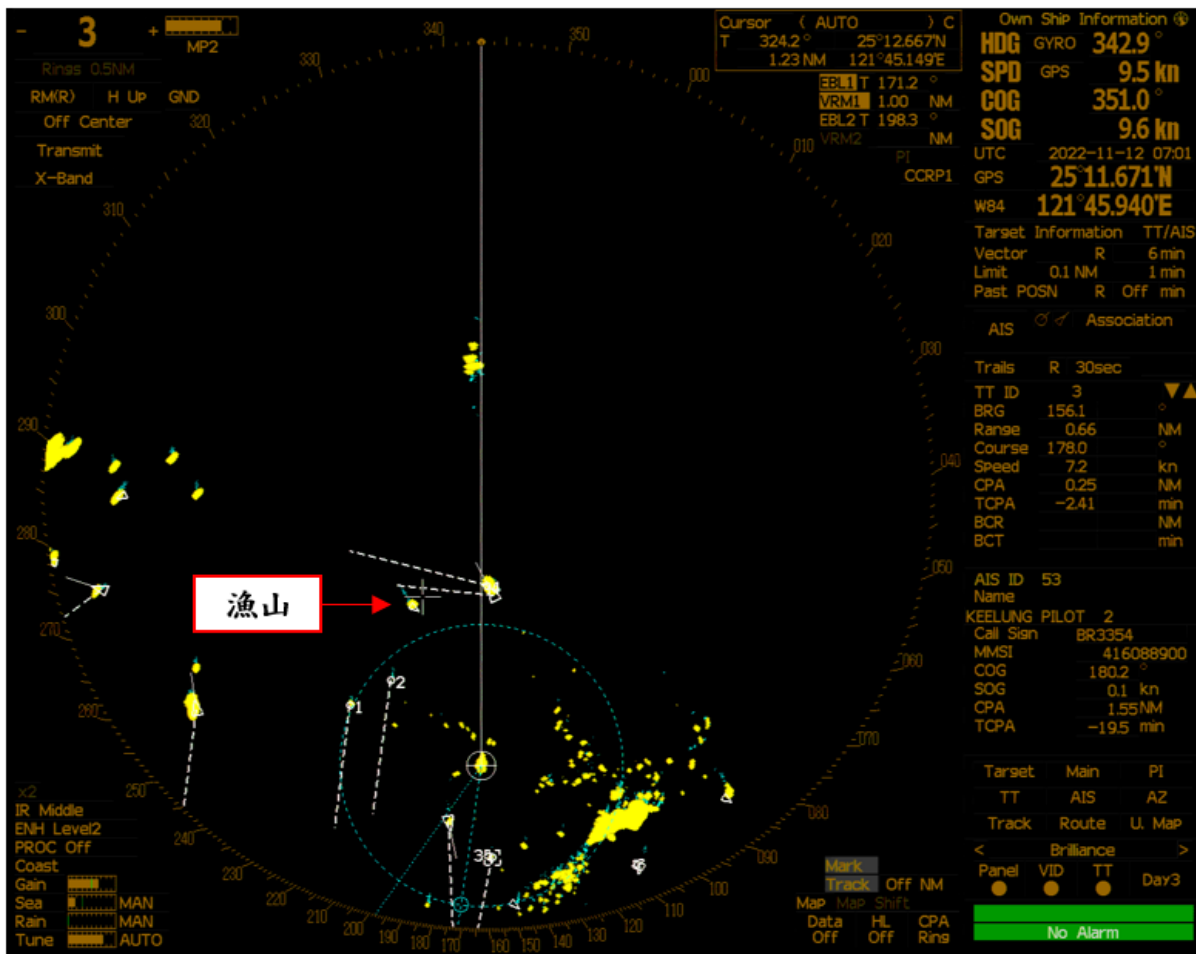 - 3 +
MP2
Rings 0.5NM
RM(R) H Up GND
Off Center
Transmit
X-Band
Cursor ( AUTO ) C
T 324.2° 25°12.667'N
1.23 NM 121°45.149'E
EBL1 T 171.2 °
VRM1 1.00 NM
EBL2 T 198.3 °
VRM2 NM
PI
CCRP1
Own Ship Information
HDG GYRO 342.9 °
SPD GPS 9.5 kn
COG 351.0 °
SOG 9.6 kn
UTC 2022-11-12 07:01
GPS 25°11.671'N
W84 121°45.940'E
Target Information TT/AIS
Vector R 6 min
Limit 0.1 NM 1 min
Past POSN R Off min
AIS Association
Trails R 30sec
TT ID 3
BRG 156.1 °
Range 0.66 NM
Course 178.0 °
Speed 7.2 kn
CPA 0.25 NM
TCPA -2.41 min
BCR NM
BCT min
AIS ID 53
Name
KEELUNG PILOT 2
Call Sign BR3354
MMSI 416088900
COG 180.2 °
SOG 0.1 kn
CPA 1.55NM
TCPA -19.5 min
Target Main PI
TT AIS AZ
Track Route U. Map
< Brilliance >
Panel VID TT Day3
No Alarm
340
350
000
010
020
030
040
050
060
070
080
090
100
110
120
130
140
150
160
170
180
190
200
210
220
230
240
250
260
270
280
290
300
310
320
330
漁山
1
2
x2
IR Middle
ENH Level2
PROC Off
Coast
Gain
Sea MAN
Rain MAN
Tune AUTO
Mark
Track Off NM
Map Map Shift
Data HL CPA
Off Off Ring